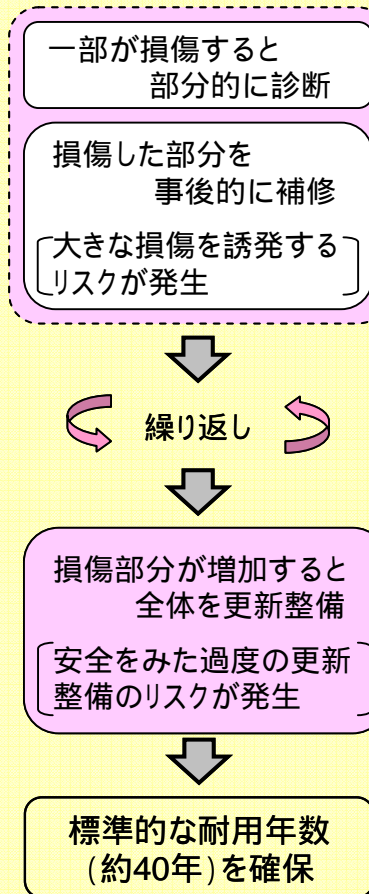 一部が損傷すると
部分的に診断
損傷した部分を
事後的に補修
大きな損傷を誘発する
リスクが発生
繰り返し
損傷部分が増加すると
全体を更新整備
安全をみた過度の更新
整備のリスクが発生
標準的な耐用年数
(約40年)を確保